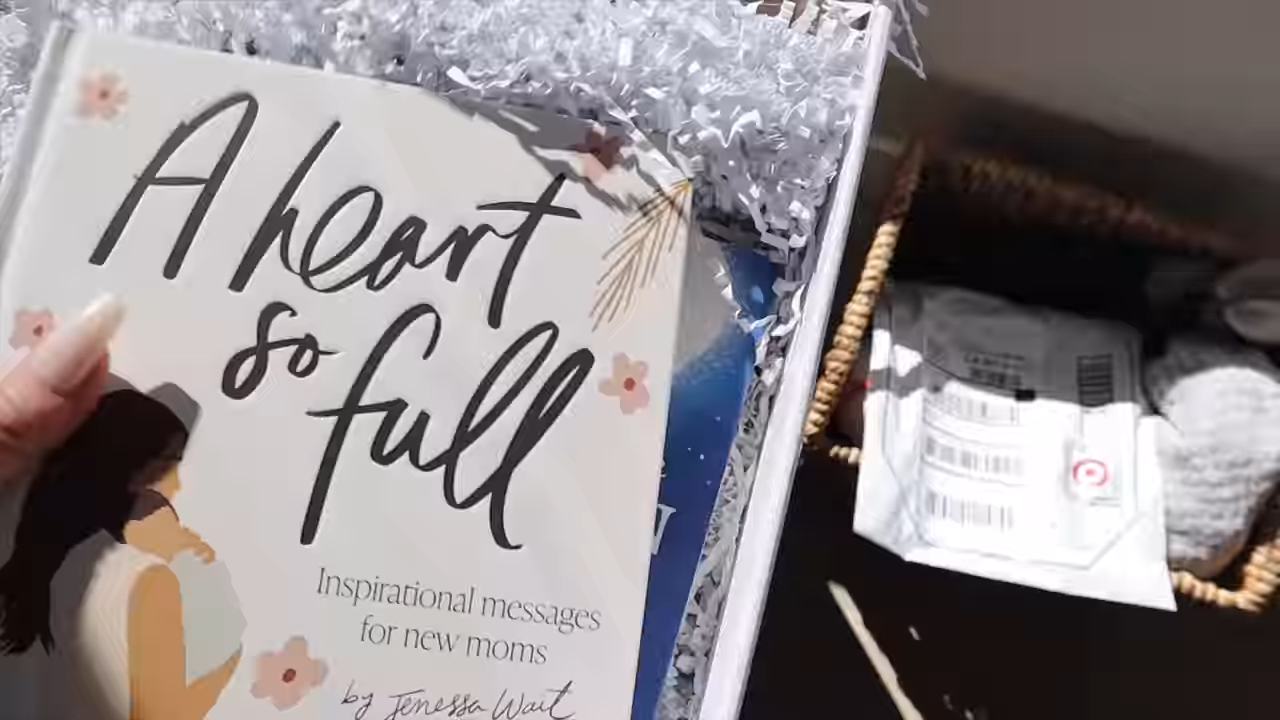 A heart
so full
Inspirational messages
for new moms
by Jenessa Wait